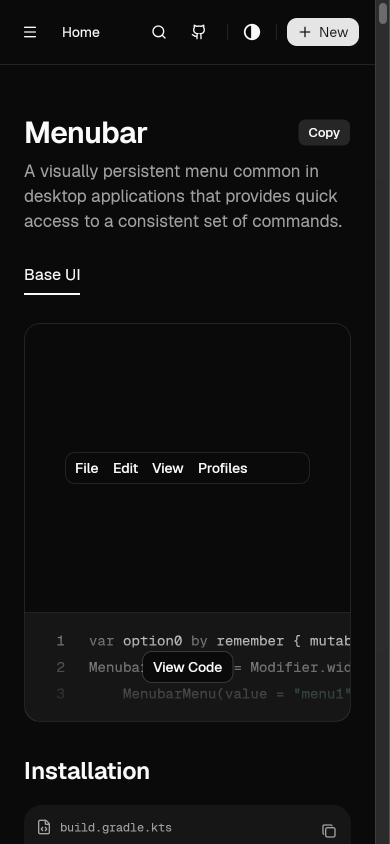 Home
New
Menubar
Copy
A visually persistent menu common in
desktop applications that provides quick
access to a consistent set of commands.
Base UI
File Edit View Profiles
1 var option0 by remember { mutab
2 Menuba View Code = Modifier.wid
3 MenubarMenu(value = "menu1"
Installation
build.gradle.kts